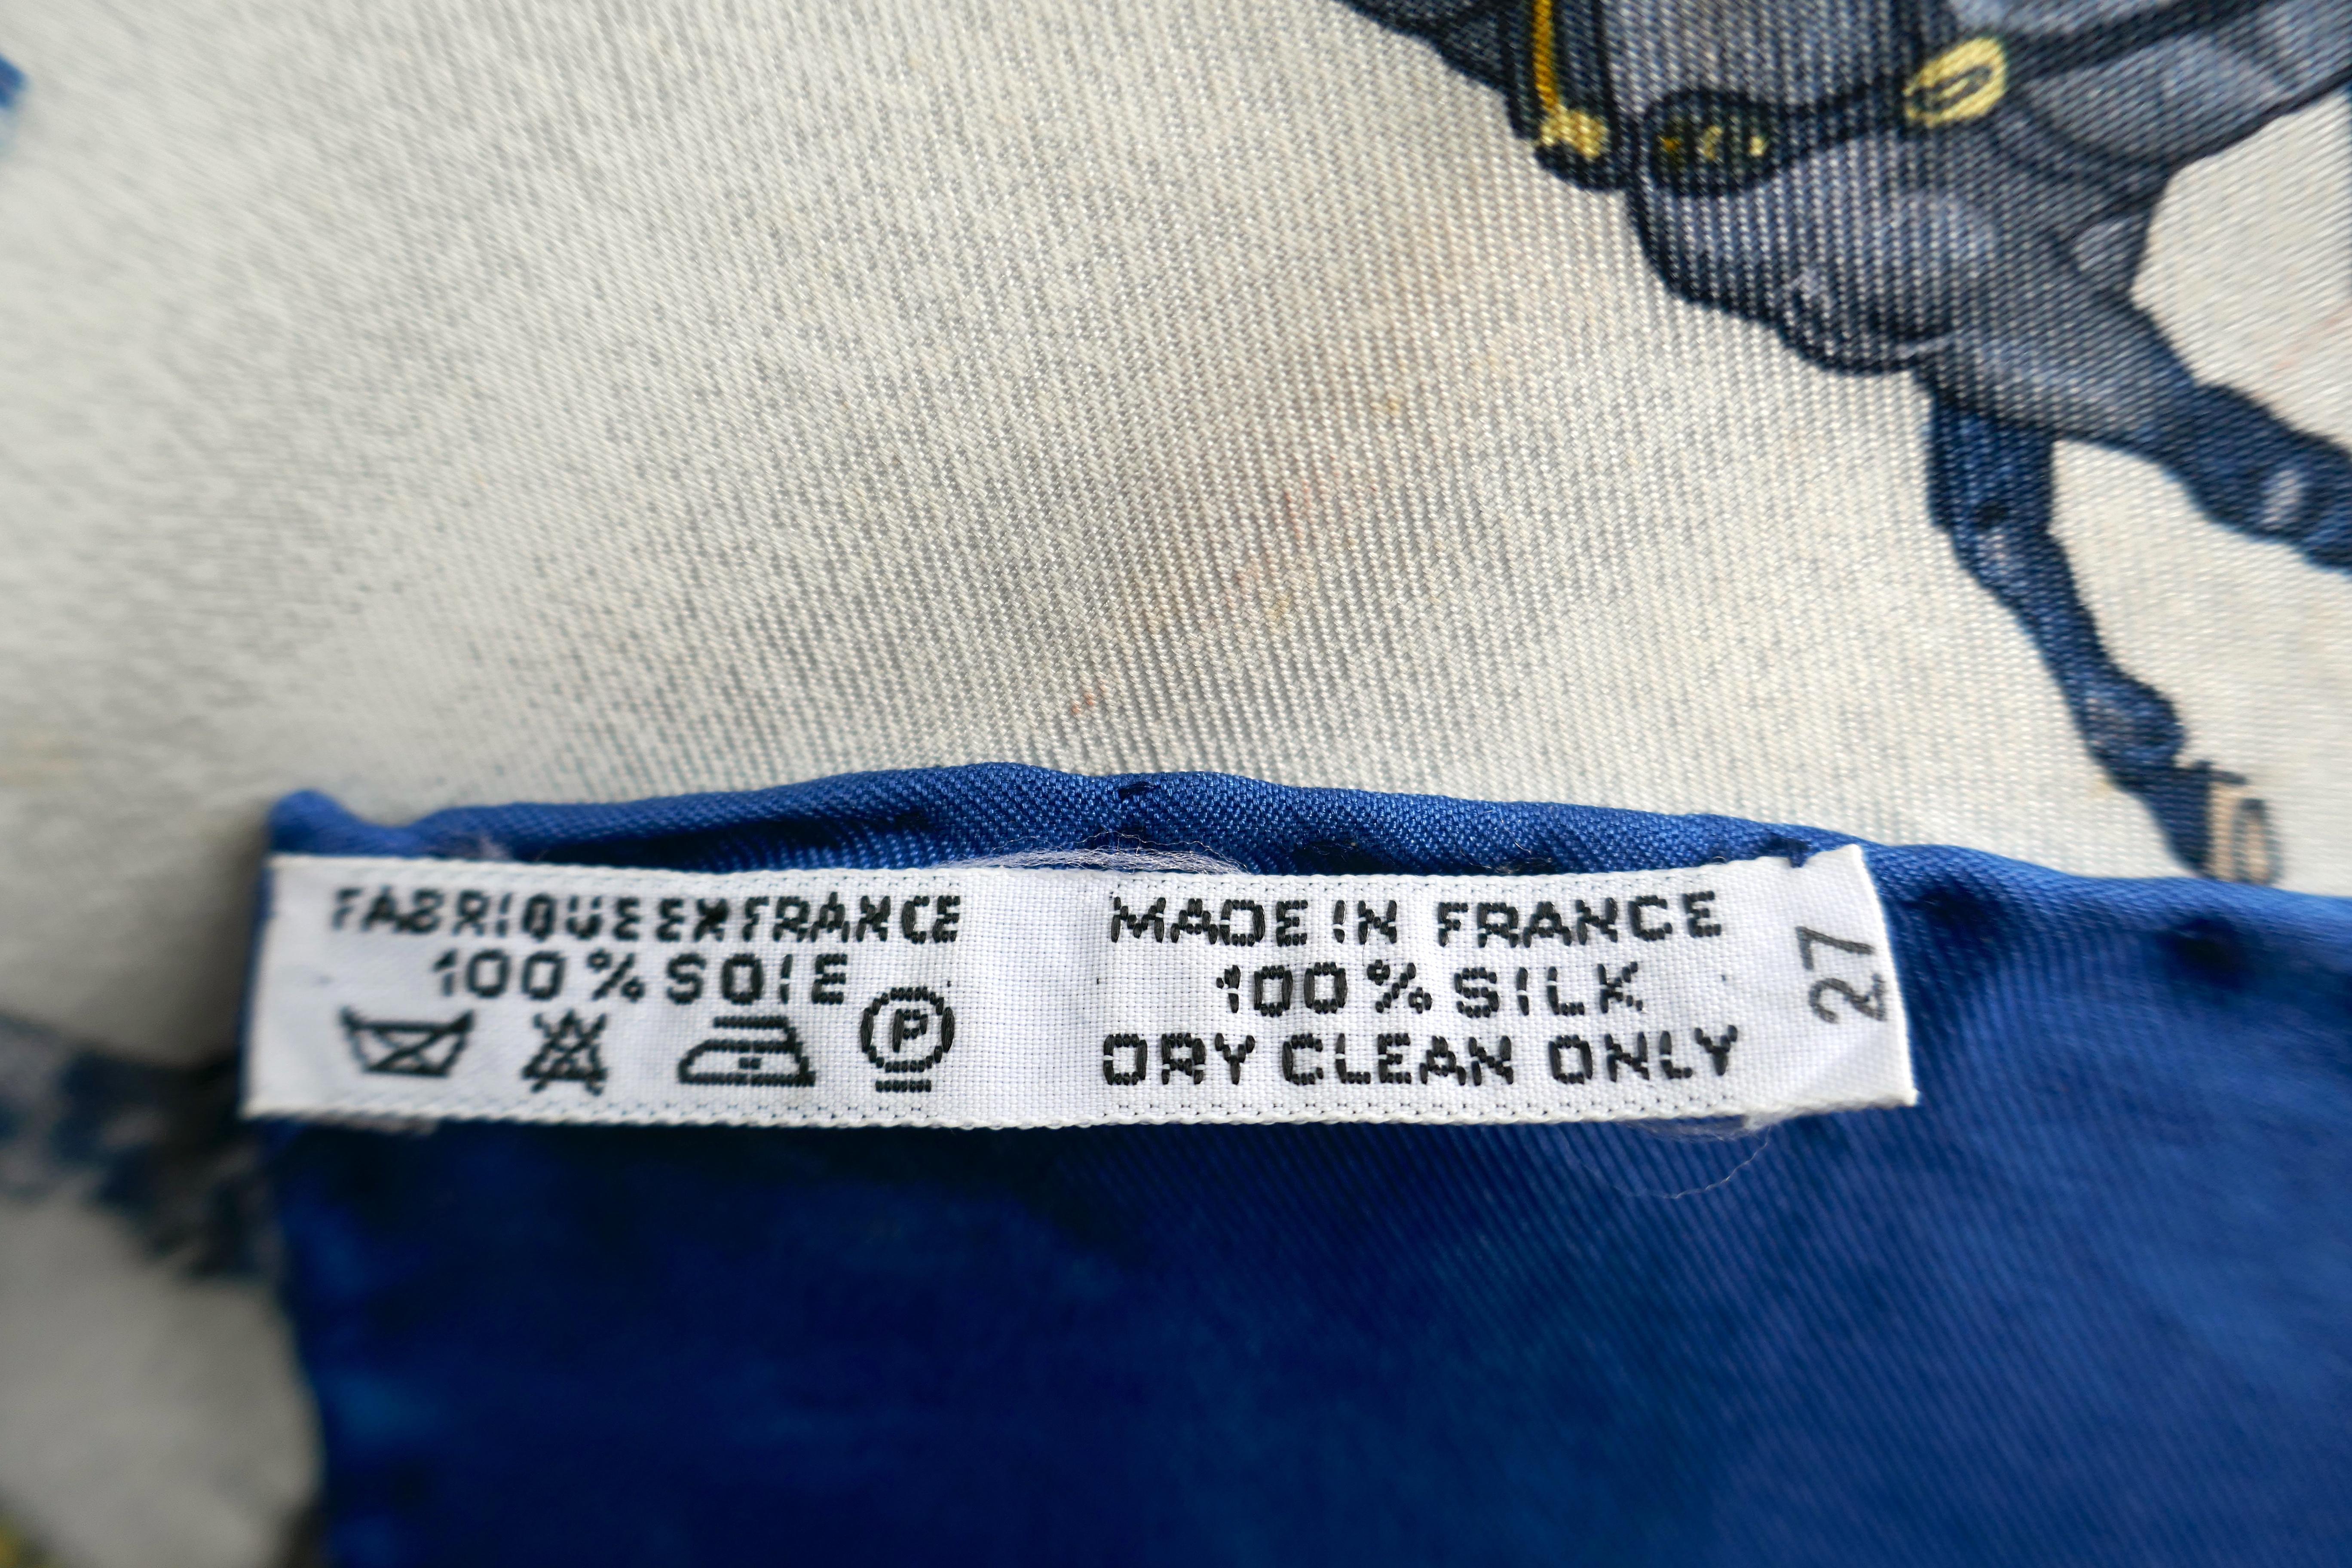 FABRIQUE EN FRANCE
100% SOIE
P
MADE IN FRANCE
100% SILK
DRY CLEAN ONLY
27